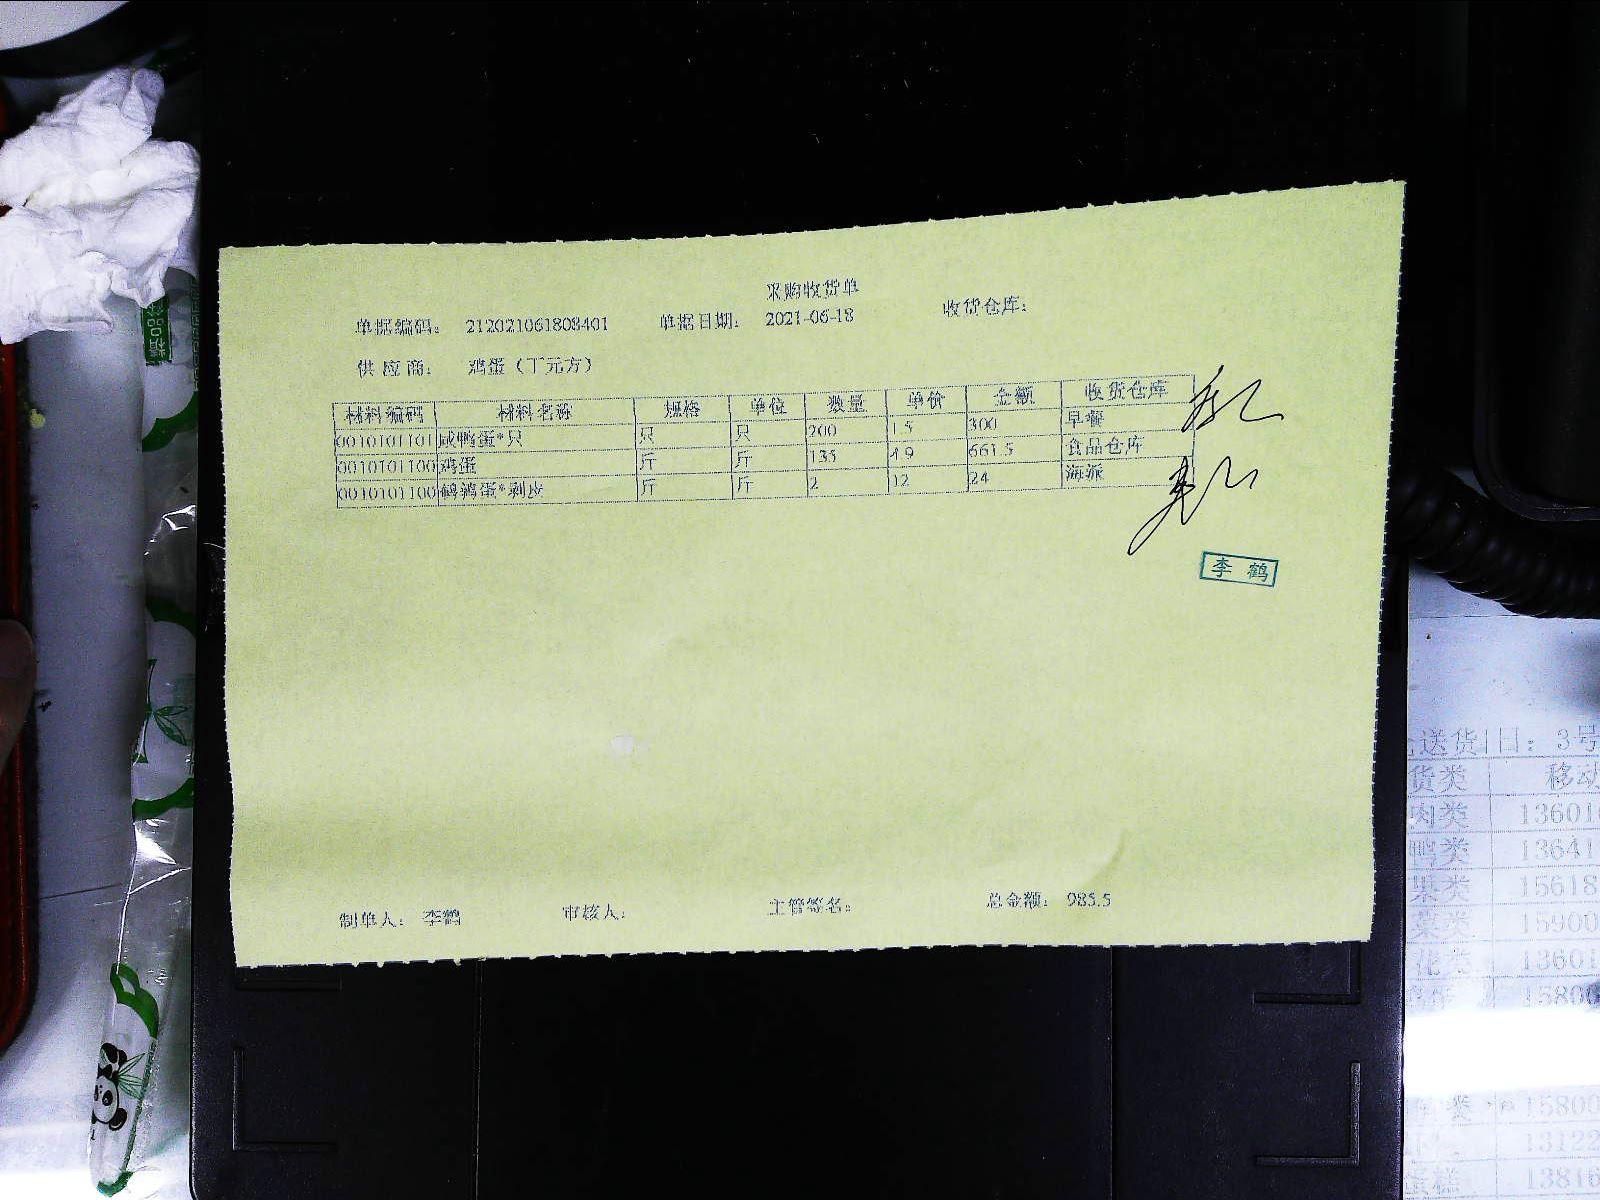 采购收货单
单据编码: 212021061808401 单据日期: 2021-06-18 收货仓库:
供 应 商: 鸡蛋（丁元方）
材料编码 材料名称 规格 单位 数量 单价 金额 收货仓库
0010101101 咸鸭蛋*只 只 只 200 1.5 300 早餐
0010101100 鸡蛋 斤 斤 135 4.9 661.5 食品仓库
0010101100 鹌鹑蛋*剥皮 斤 斤 2 12 24 海派
李 鹤
制单人: 李鹤 审核人: 主管签名: 总金额: 985.5
送货日: 3号
货类 移动
肉类 13601
鸭类 13641
果类 15618
菜类 15900
花菜 13601
15800
类 15800
13122
蛋糕 13816